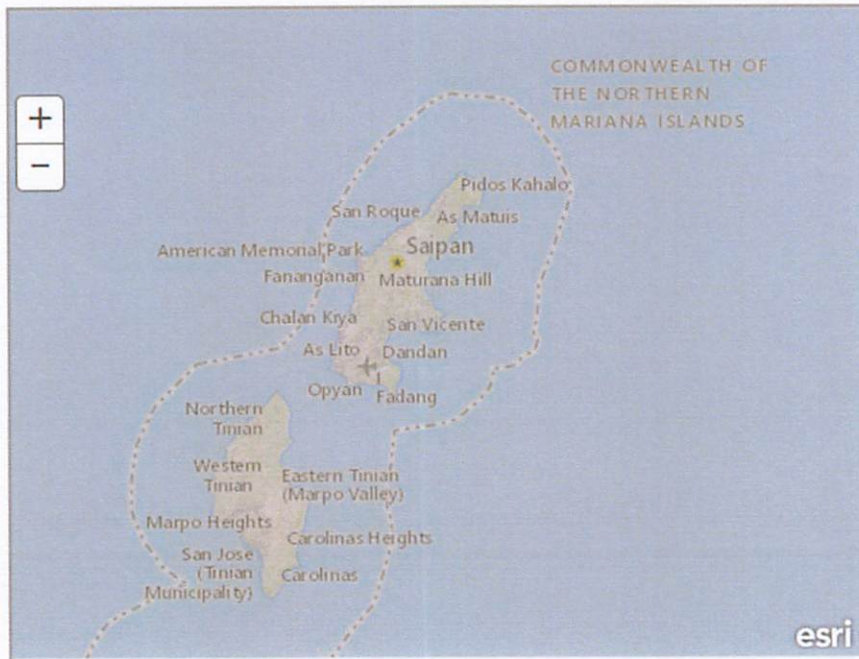 COMMONWEALTH OF
THE NORTHERN
MARIANA ISLANDS
+
−
Pidos Kahalo
San Roque
As Matuis
American Memorial Park
Saipan
Fananganan
Maturana Hill
Chalan Kiya
San Vicente
As Lito
Dandan
Opyan
Fadang
Northern
Tinian
Western
Tinian
Eastern Tinian
(Marpo Valley)
Marpo Heights
Carolinas Heights
San Jose
(Tinian
Municipality)
Carolinas
esri